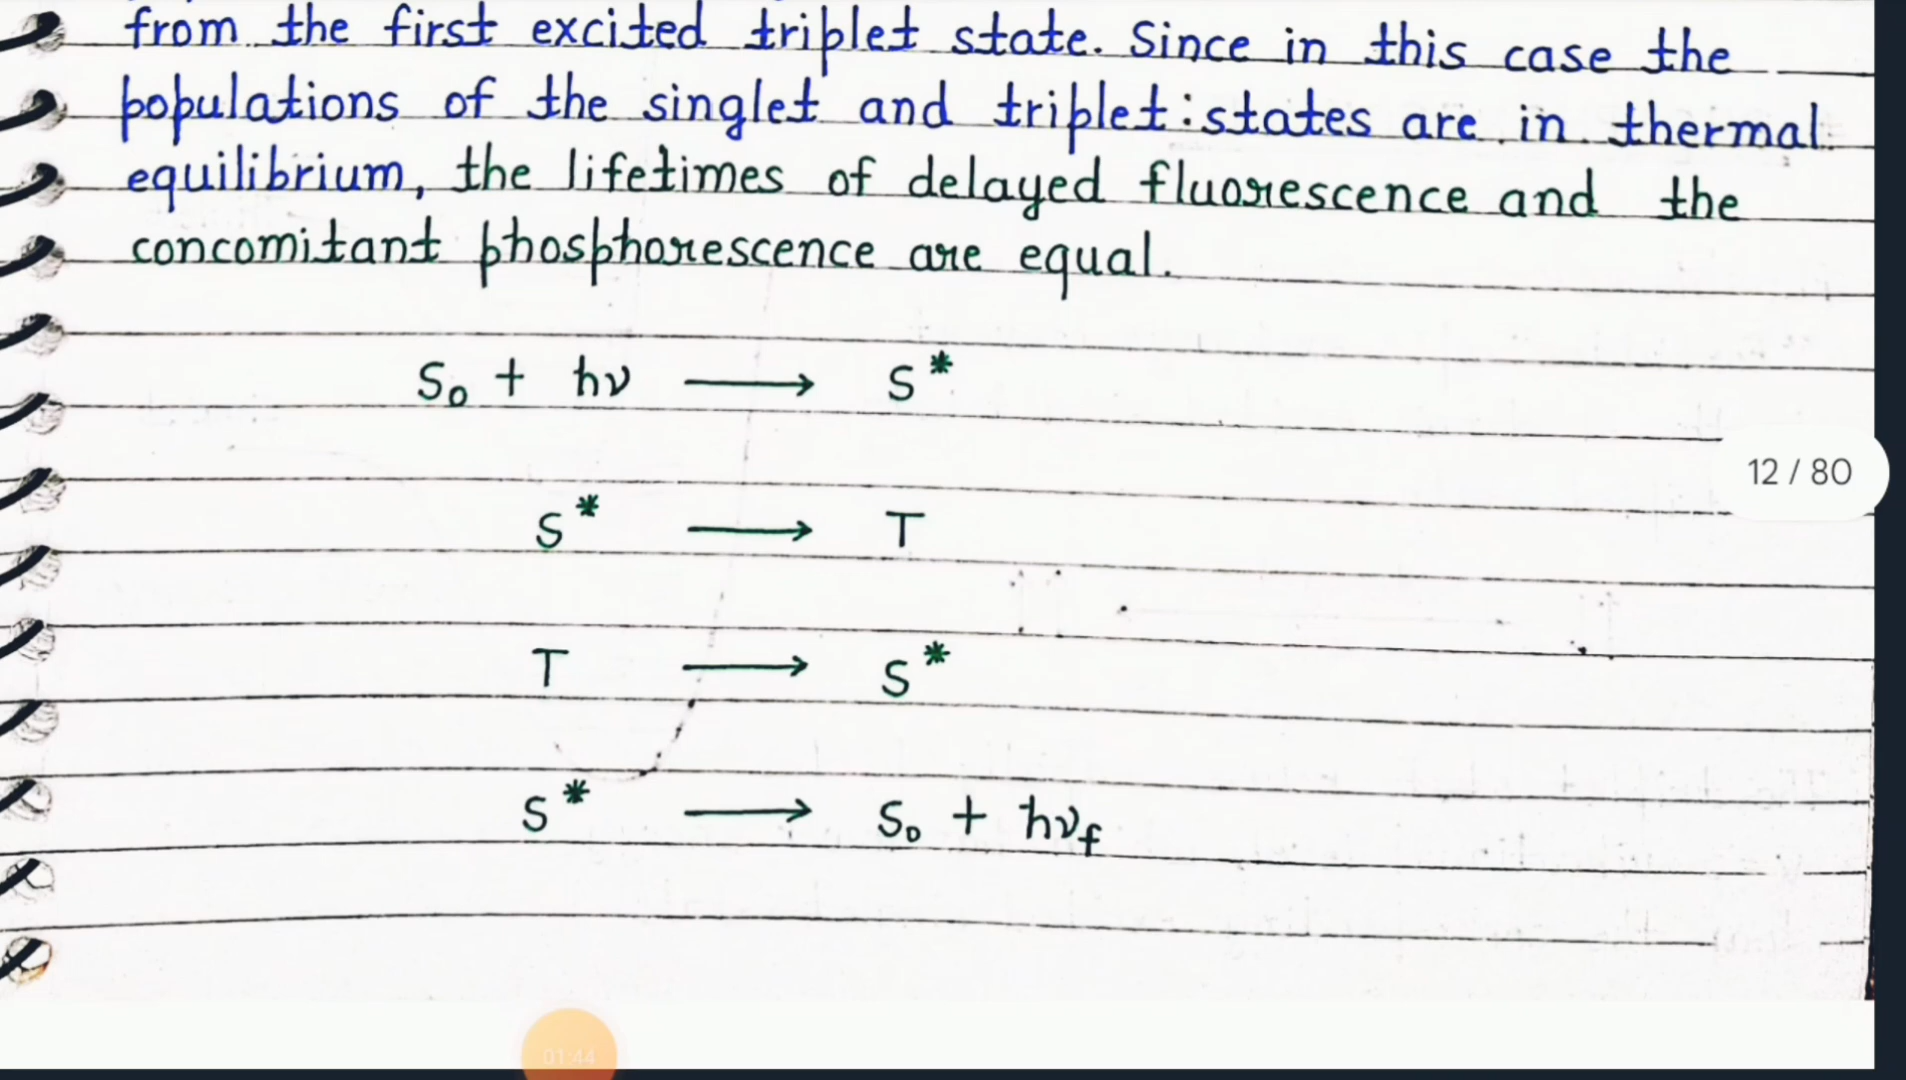 from the first excited triplet state. Since in this case the
populations of the singlet and triplet: states are in thermal
equilibrium, the lifetimes of delayed fluorescence and the
concomitant phosphorescence are equal.
S₀ + hν ⟶ S*
12 / 80
S* ⟶ T
T ⟶ S*
S* ⟶ S₀ + hν_f
01:44